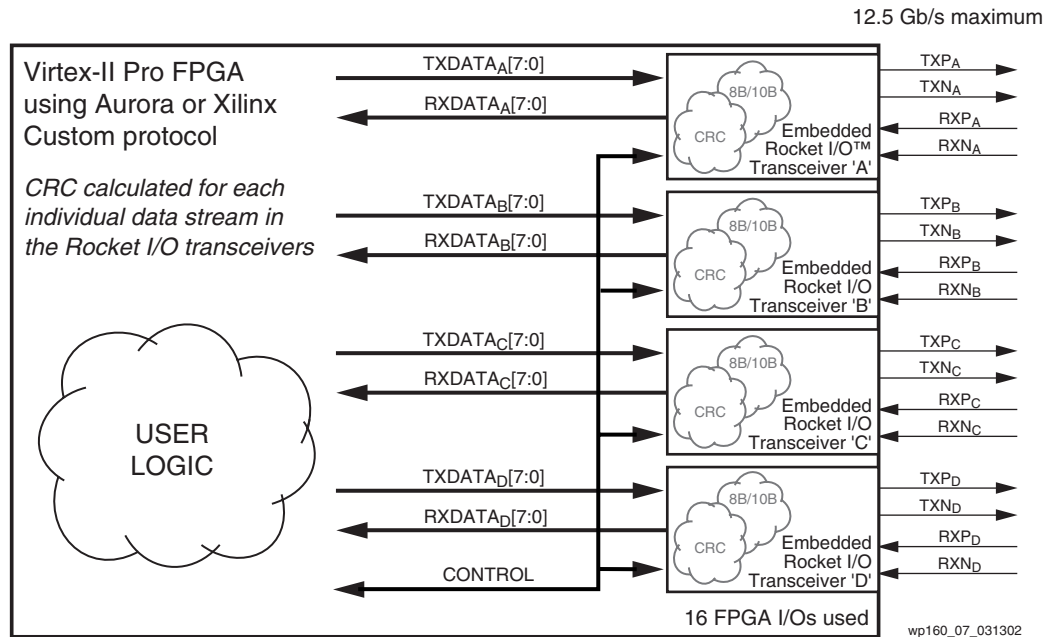 12.5 Gb/s maximum
Virtex-II Pro FPGA
using Aurora or Xilinx
Custom protocol
CRC calculated for each
individual data stream in
the Rocket I/O transceivers
USER
LOGIC
TXDATAA[7:0]
RXDATAA[7:0]
8B/10B
CRC
Embedded
Rocket I/O™
Transceiver 'A'
TXPA
TXNA
RXPA
RXNA
TXDATAB[7:0]
RXDATAB[7:0]
8B/10B
CRC
Embedded
Rocket I/O
Transceiver 'B'
TXPB
TXNB
RXPB
RXNB
TXDATAC[7:0]
RXDATAC[7:0]
8B/10B
CRC
Embedded
Rocket I/O
Transceiver 'C'
TXPC
TXNC
RXPC
RXNC
TXDATAD[7:0]
RXDATAD[7:0]
CONTROL
8B/10B
CRC
Embedded
Rocket I/O
Transceiver 'D'
TXPD
TXND
RXPD
RXND
16 FPGA I/Os used
wp160_07_031302